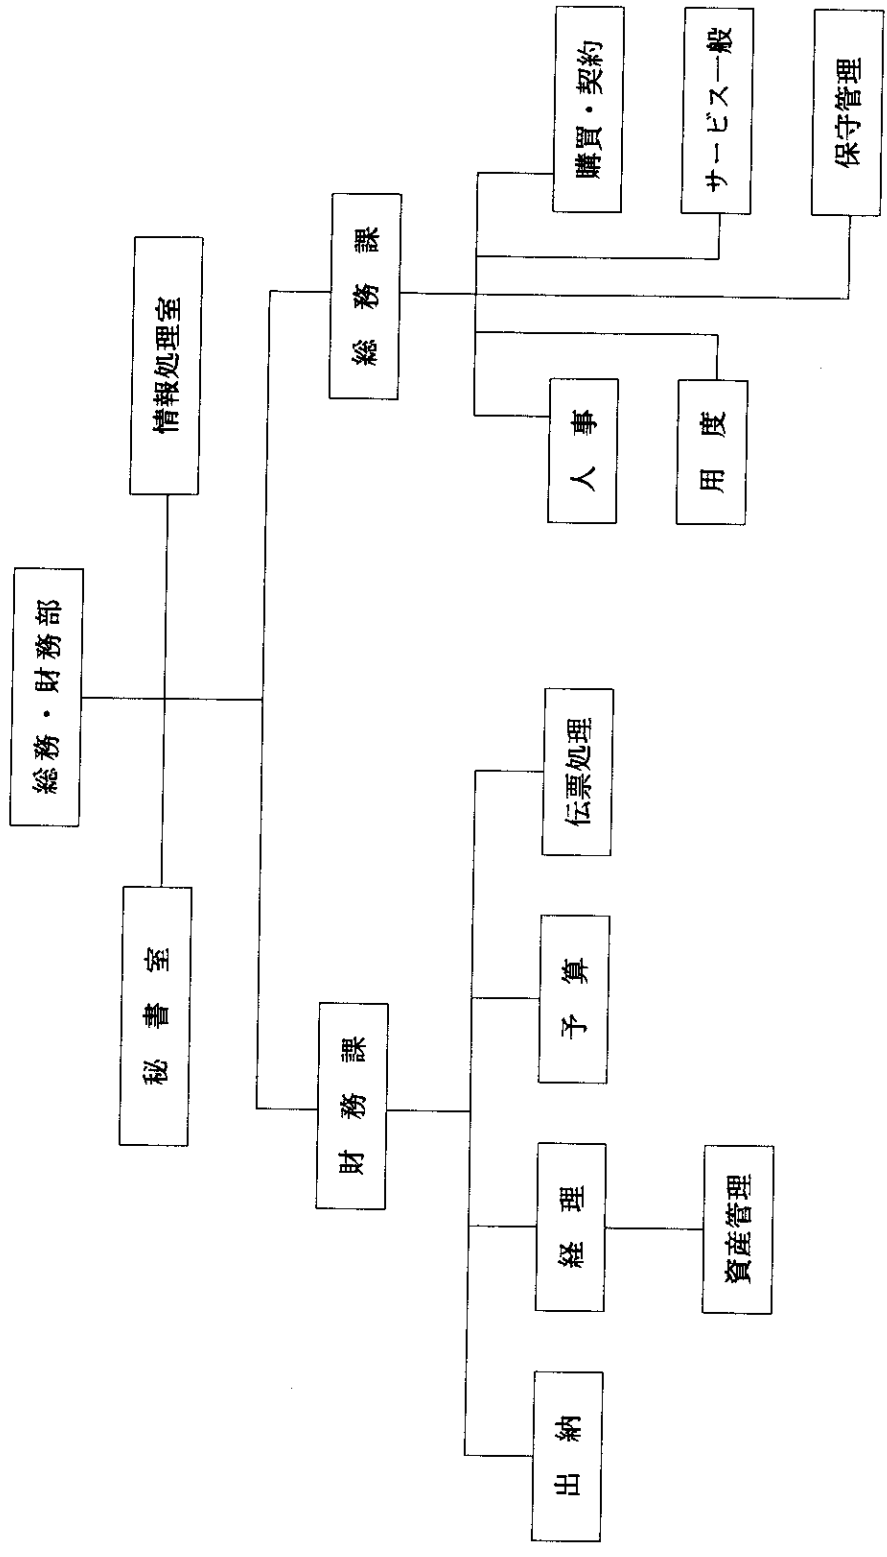 総務・財務部
秘書室
情報処理室
財務課
総務課
出納
経理
予算
伝票処理
資産管理
人事
購買・契約
用度
サービス一般
保守管理